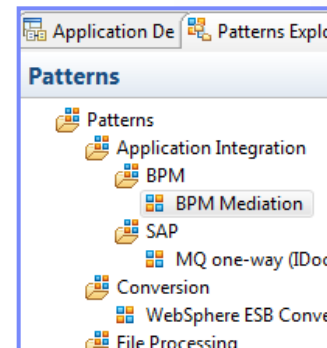 Application De Patterns Explo
Patterns
Patterns
Application Integration
BPM
BPM Mediation
SAP
MQ one-way (IDoc
Conversion
WebSphere ESB Conve
File Processing